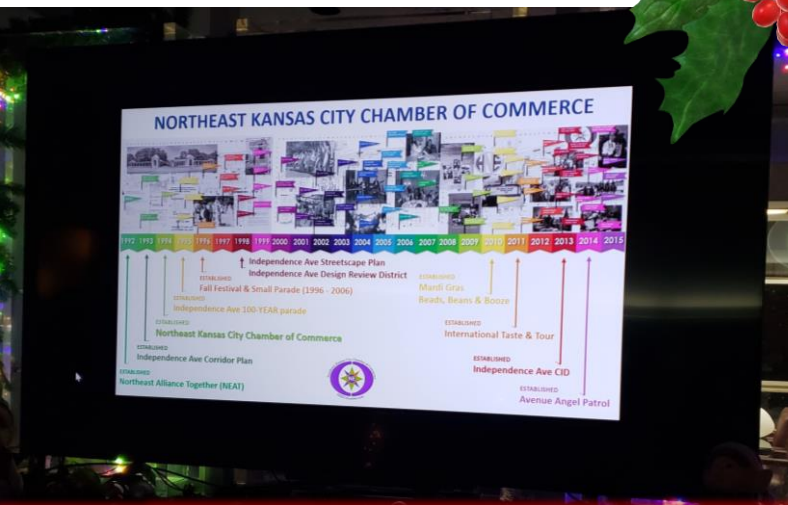 NORTHEAST KANSAS CITY CHAMBER OF COMMERCE
1992 1993 1994 1995 1996 1997 1998 1999 2000 2001 2002 2003 2004 2005 2006 2007 2008 2009 2010 2011 2012 2013 2014 2015
Independence Ave Streetscape Plan
Independence Ave Design Review District
ESTABLISHED
Fall Festival & Small Parade (1996 - 2006)
ESTABLISHED
Independence Ave 100-YEAR parade
ESTABLISHED
Northeast Kansas City Chamber of Commerce
ESTABLISHED
Independence Ave Corridor Plan
ESTABLISHED
Northeast Alliance Together (NEAT)
ESTABLISHED
Mardi Gras
Beads, Beans & Booze
ESTABLISHED
International Taste & Tour
ESTABLISHED
Independence Ave CID
ESTABLISHED
Avenue Angel Patrol